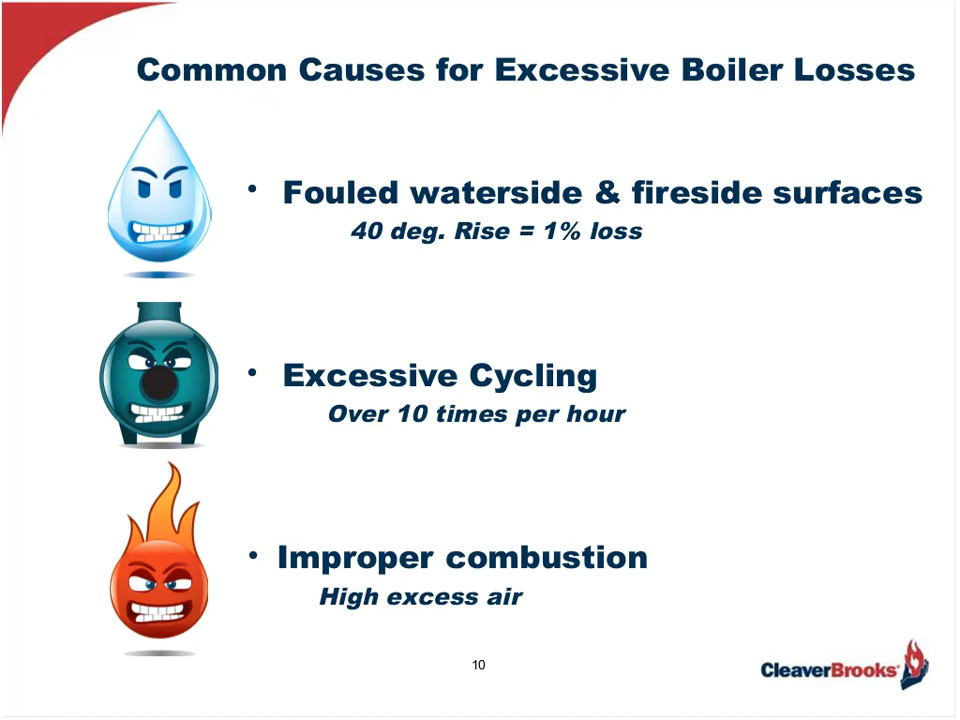 Common Causes for Excessive Boiler Losses
• Fouled waterside & fireside surfaces
40 deg. Rise = 1% loss
• Excessive Cycling
Over 10 times per hour
• Improper combustion
High excess air
10
CleaverBrooks